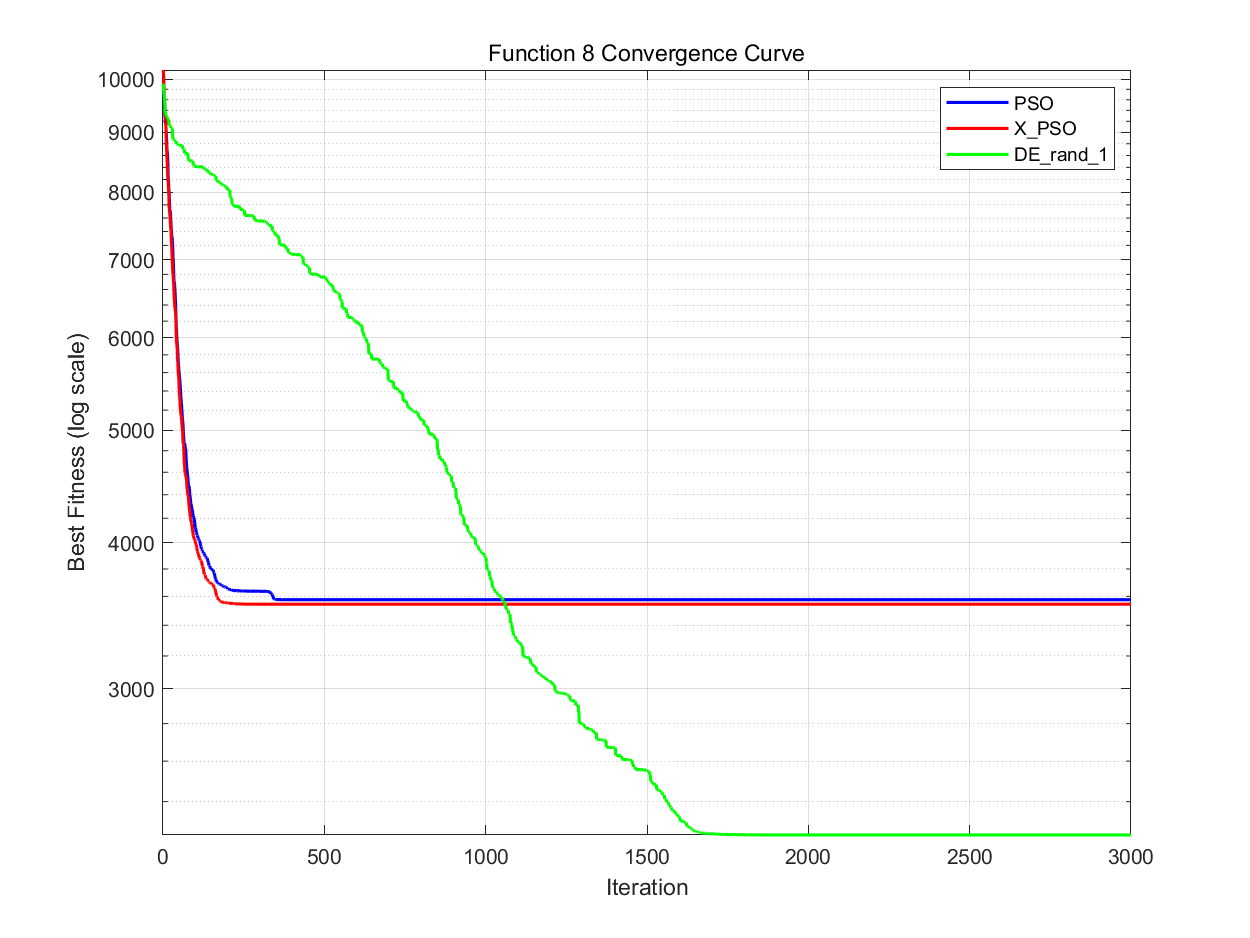 Function 8 Convergence Curve
10000
9000
8000
7000
6000
5000
4000
3000
Best Fitness (log scale)
PSO
X_PSO
DE_rand_1
0 500 1000 1500 2000 2500 3000
Iteration